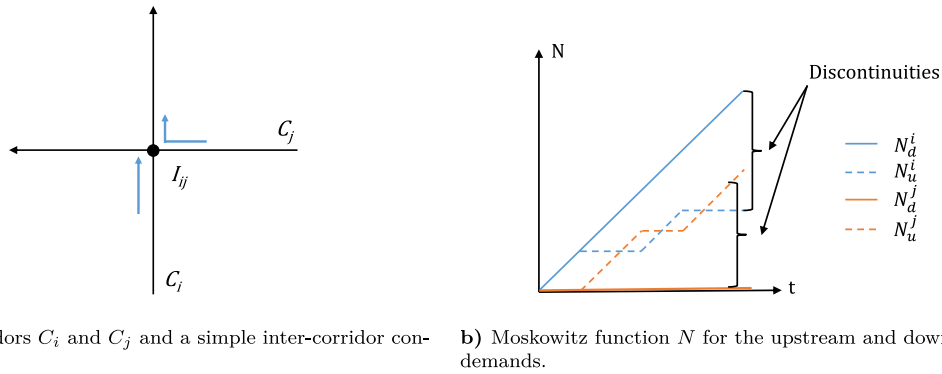 C_j
I_ij
C_i
N
Discontinuities
N_d^i
N_u^i
N_d^j
N_u^j
t
dors C_i and C_j and a simple inter-corridor con-
b) Moskowitz function N for the upstream and dow
demands.